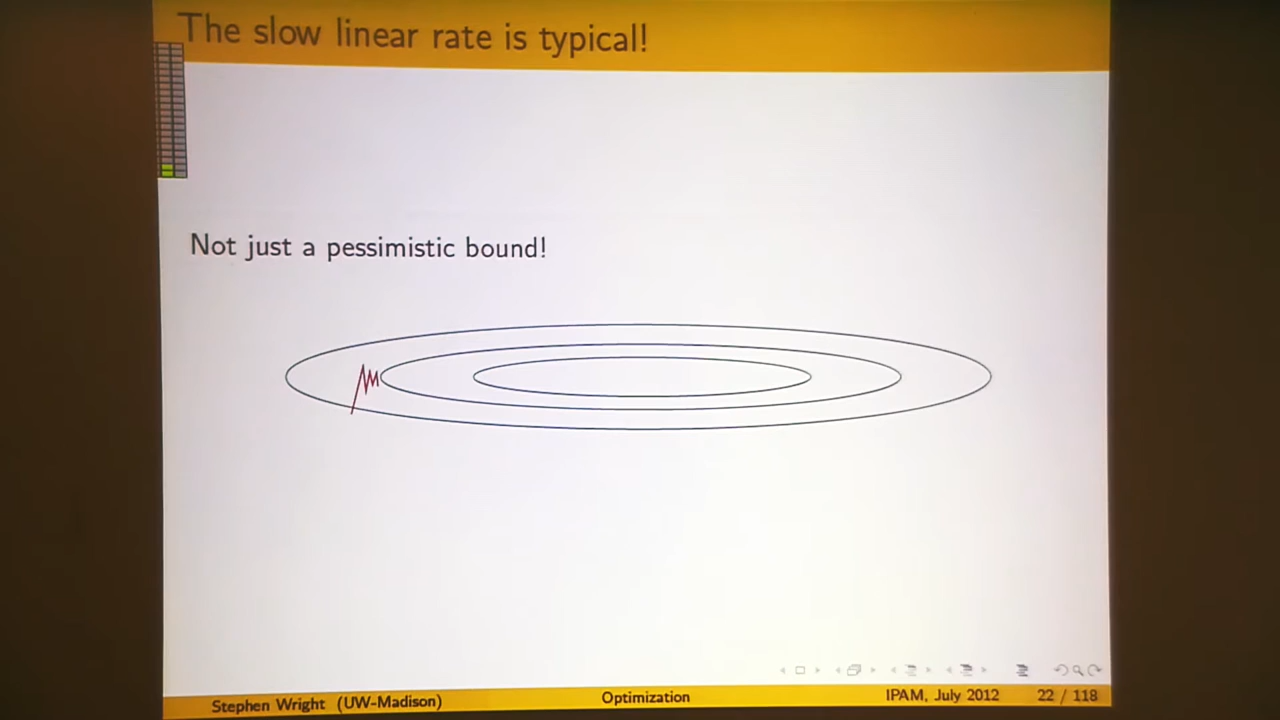 The slow linear rate is typical!
Not just a pessimistic bound!
Stephen Wright (UW-Madison)
Optimization
IPAM, July 2012
22 / 118